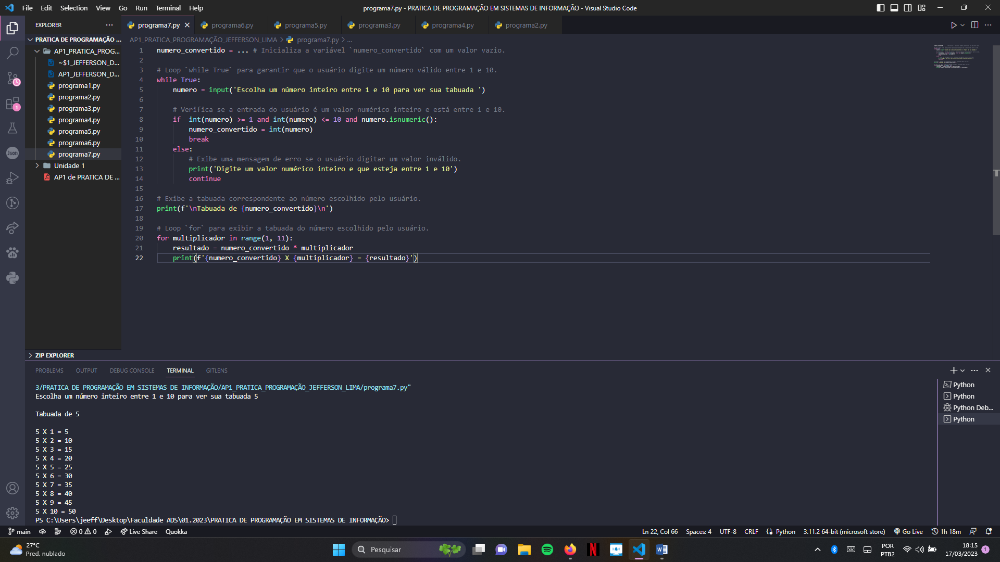 File Edit Selection View Go Run Terminal Help
programa7.py - PRATICA DE PROGRAMAÇÃO EM SISTEMAS DE INFORMAÇÃO - Visual Studio Code
EXPLORER
PRATICA DE PROGRAMAÇÃO ...
AP1_PRATICA_PROG...
~$1_JEFFERSON_D...
AP1_JEFFERSON_D...
programa1.py
programa2.py
programa3.py
programa4.py
programa5.py
programa6.py
programa7.py
Unidade 1
AP1 de PRATICA DE ...
ZIP EXPLORER
Json
1
programa7.py programa6.py programa5.py programa3.py programa4.py programa2.py
AP1_PRATICA_PROGRAMAÇÃO_JEFFERSON_LIMA > programa7.py > ...
1 numero_convertido = ... # Inicializa a variável `numero_convertido` com um valor vazio.
2
3 # Loop `while True` para garantir que o usuário digite um número válido entre 1 e 10.
4 while True:
5 numero = input('Escolha um número inteiro entre 1 e 10 para ver sua tabuada ')
6
7 # Verifica se a entrada do usuário é um valor numérico inteiro e está entre 1 e 10.
8 if  int(numero) >= 1 and int(numero) <= 10 and numero.isnumeric():
9 numero_convertido = int(numero)
10 break
11 else:
12 # Exibe uma mensagem de erro se o usuário digitar um valor inválido.
13 print('Digite um valor numérico inteiro e que esteja entre 1 e 10')
14 continue
15
16 # Exibe a tabuada correspondente ao número escolhido pelo usuário.
17 print(f'\nTabuada de {numero_convertido}\n')
18
19 # Loop `for` para exibir a tabuada do número escolhido pelo usuário.
20 for multiplicador in range(1, 11):
21 resultado = numero_convertido * multiplicador
22 print(f'{numero_convertido} X {multiplicador} = {resultado}')
PROBLEMS OUTPUT DEBUG CONSOLE TERMINAL GITLENS
3/PRATICA DE PROGRAMAÇÃO EM SISTEMAS DE INFORMAÇÃO/AP1_PRATICA_PROGRAMAÇÃO_JEFFERSON_LIMA/programa7.py"
Escolha um número inteiro entre 1 e 10 para ver sua tabuada 5
Tabuada de 5
5 X 1 = 5
5 X 2 = 10
5 X 3 = 15
5 X 4 = 20
5 X 5 = 25
5 X 6 = 30
5 X 7 = 35
5 X 8 = 40
5 X 9 = 45
5 X 10 = 50
PS C:\Users\jeeff\Desktop\Faculdade ADS\01.2023\PRATICA DE PROGRAMAÇÃO EM SISTEMAS DE INFORMAÇÃO>
Python
Python
Python Deb...
Python
main 0 0 Live Share Quokka
Ln 22, Col 66 Spaces: 4 UTF-8 CRLF Python 3.11.2 64-bit (microsoft store) Go Live 1h 18m
27°C
Pred. nublado
Pesquisar
POR
PTB2
18:15
17/03/2023
1